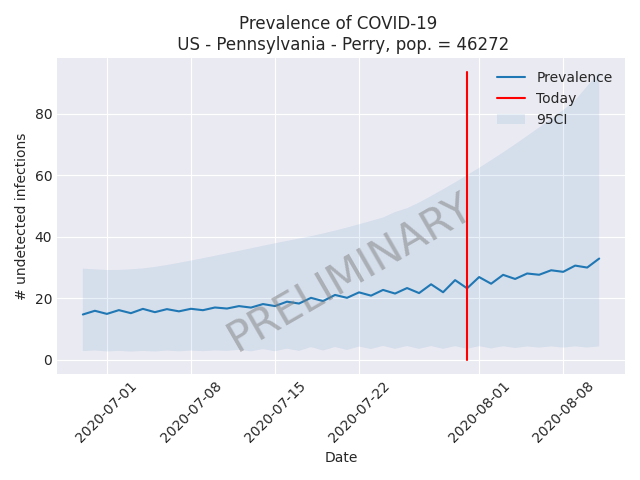 Prevalence of COVID-19
US - Pennsylvania - Perry, pop. = 46272
Prevalence
Today
95CI
80
60
40
20
0
# undetected infections
PRELIMINARY
2020-07-01
2020-07-08
2020-07-15
2020-07-22
2020-08-01
2020-08-08
Date